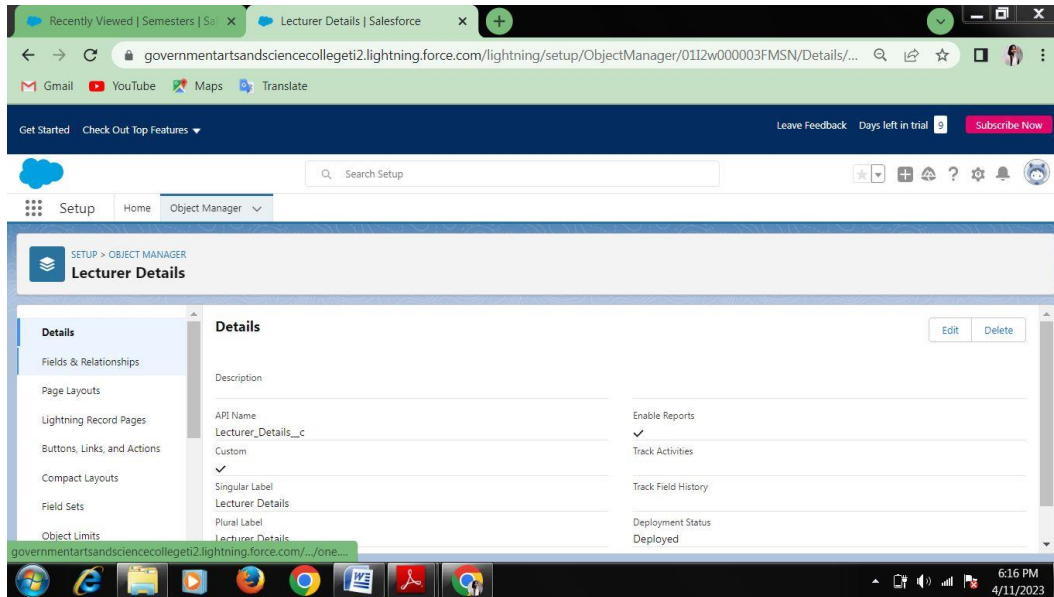 Recently Viewed | Semesters | Sal
Lecturer Details | Salesforce
governmentartsandsciencecollegeti2.lightning.force.com/lightning/setup/ObjectManager/01I2w000003FMSN/Details/...
Gmail YouTube Maps Translate
Get Started Check Out Top Features Leave Feedback Days left in trial 9 Subscribe Now
Search Setup
Setup Home Object Manager
SETUP > OBJECT MANAGER
Lecturer Details
Details
Fields & Relationships
Page Layouts
Lightning Record Pages
Buttons, Links, and Actions
Compact Layouts
Field Sets
Object Limits
Details
Edit Delete
Description
API Name
Lecturer_Details__c
Custom
Singular Label
Lecturer Details
Plural Label
Lecturer Details
Enable Reports
Track Activities
Track Field History
Deployment Status
Deployed
governmentartsandsciencecollegeti2.lightning.force.com/.../one....
6:16 PM
4/11/2023